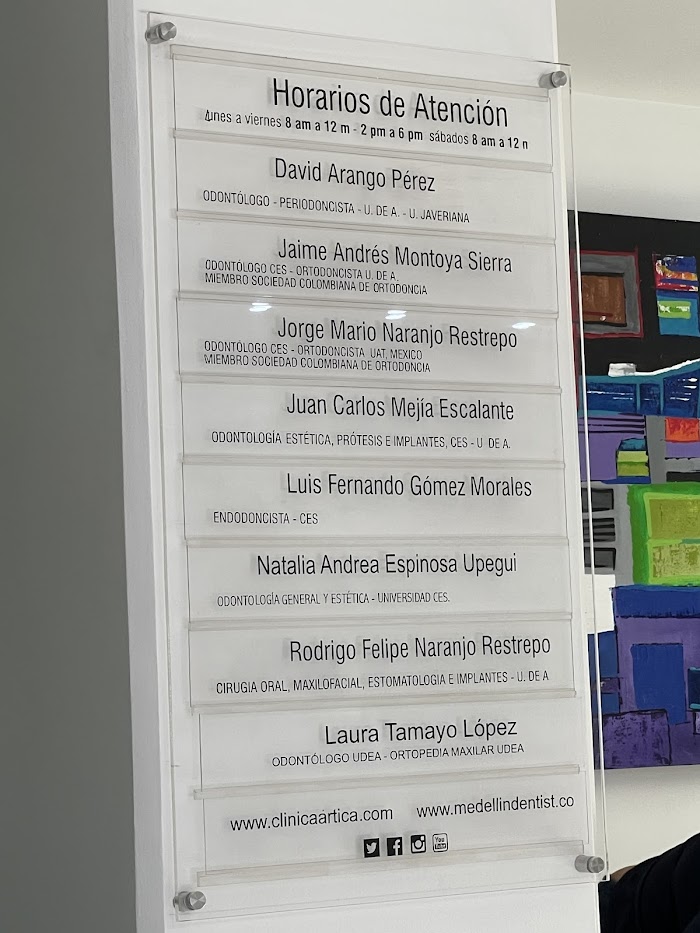 Horarios de Atención
Lunes a viernes 8 am a 12 m - 2 pm a 6 pm sábados 8 am a 12 n
David Arango Pérez
ODONTÓLOGO - PERIODONCISTA - U. DE A. - U. JAVERIANA
Jaime Andrés Montoya Sierra
ODONTÓLOGO CES - ORTODONCISTA U. DE A.
MIEMBRO SOCIEDAD COLOMBIANA DE ORTODONCIA
Jorge Mario Naranjo Restrepo
ODONTÓLOGO CES - ORTODONCISTA UAT, MEXICO
MIEMBRO SOCIEDAD COLOMBIANA DE ORTODONCIA
Juan Carlos Mejía Escalante
ODONTOLOGÍA ESTÉTICA, PRÓTESIS E IMPLANTES, CES - U DE A.
Luis Fernando Gómez Morales
ENDODONCISTA - CES
Natalia Andrea Espinosa Upegui
ODONTOLOGÍA GENERAL Y ESTÉTICA - UNIVERSIDAD CES.
Rodrigo Felipe Naranjo Restrepo
CIRUGIA ORAL, MAXILOFACIAL, ESTOMATOLOGIA E IMPLANTES - U. DE A
Laura Tamayo López
ODONTÓLOGO UDEA - ORTOPEDIA MAXILAR UDEA
www.clinicaártica.com www.medellindentist.co
You Tube